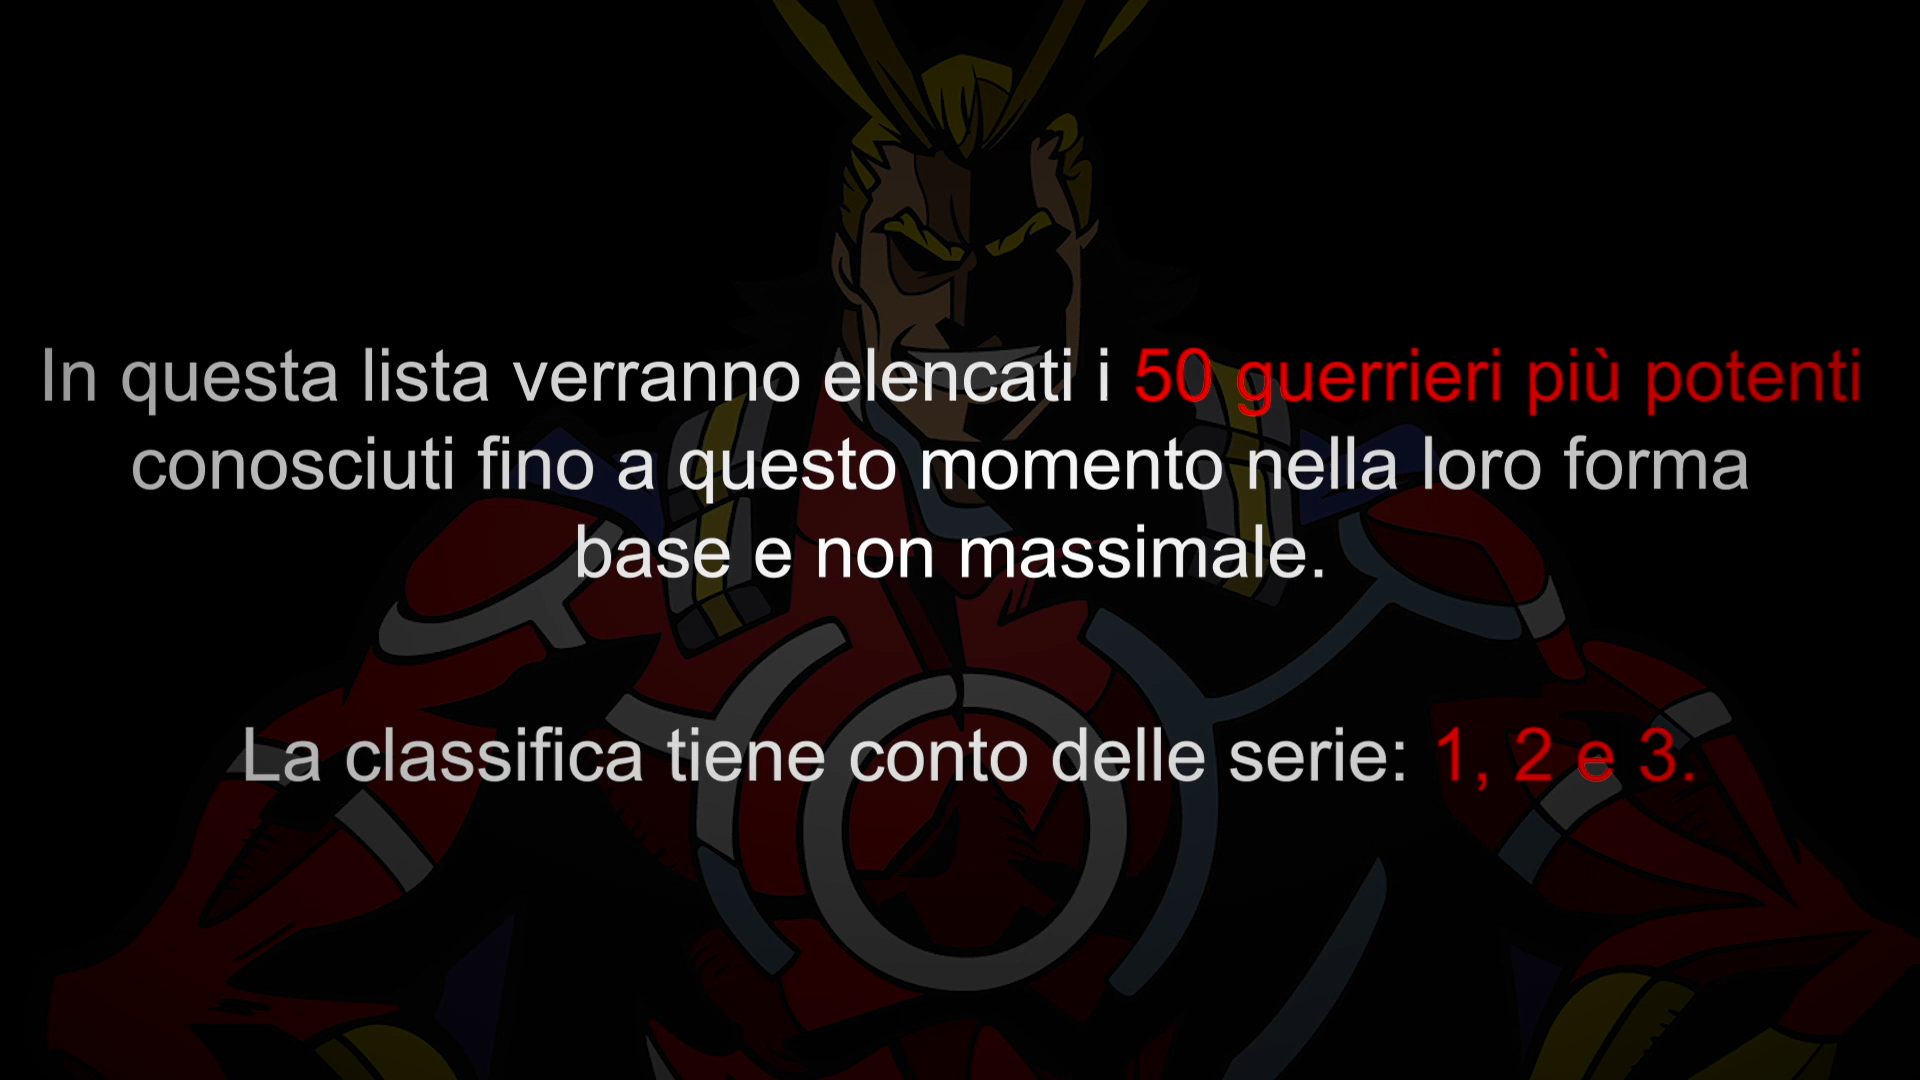 In questa lista verranno elencati i 50 guerrieri più potenti
conosciuti fino a questo momento nella loro forma
base e non massimale.
La classifica tiene conto delle serie: 1, 2 e 3.